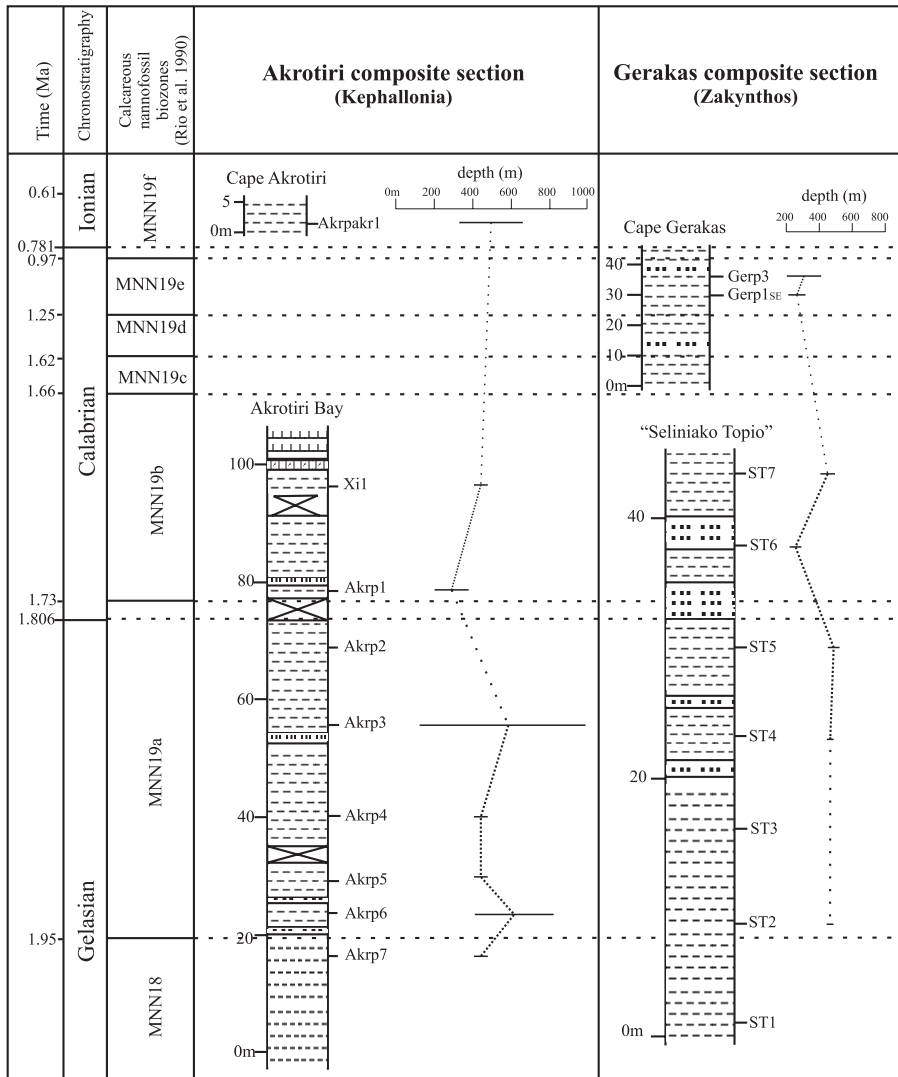 Time (Ma)
Chronostratigraphy
Calcareous
nannofossil
biozones
(Rio et al. 1990)
Akrotiri composite section
(Kephallonia)
Gerakas composite section
(Zakynthos)
0.61
0.781
0.97
1.25
1.62
1.66
1.73
1.806
1.95
Ionian
Calabrian
Gelasian
MNN19f
MNN19e
MNN19d
MNN19c
MNN19b
MNN19a
MNN18
Cape Akrotiri
5
0m
Akrpakr1
depth (m)
0m 200 400 600 800 1000
Akrotiri Bay
100
80
60
40
20
0m
Xi1
Akrp1
Akrp2
Akrp3
Akrp4
Akrp5
Akrp6
Akrp7
depth (m)
200 400 600 800
Cape Gerakas
40
30
20
10
0m
Gerp3
Gerp1SE
“Seliniako Topio”
40
20
0m
ST7
ST6
ST5
ST4
ST3
ST2
ST1